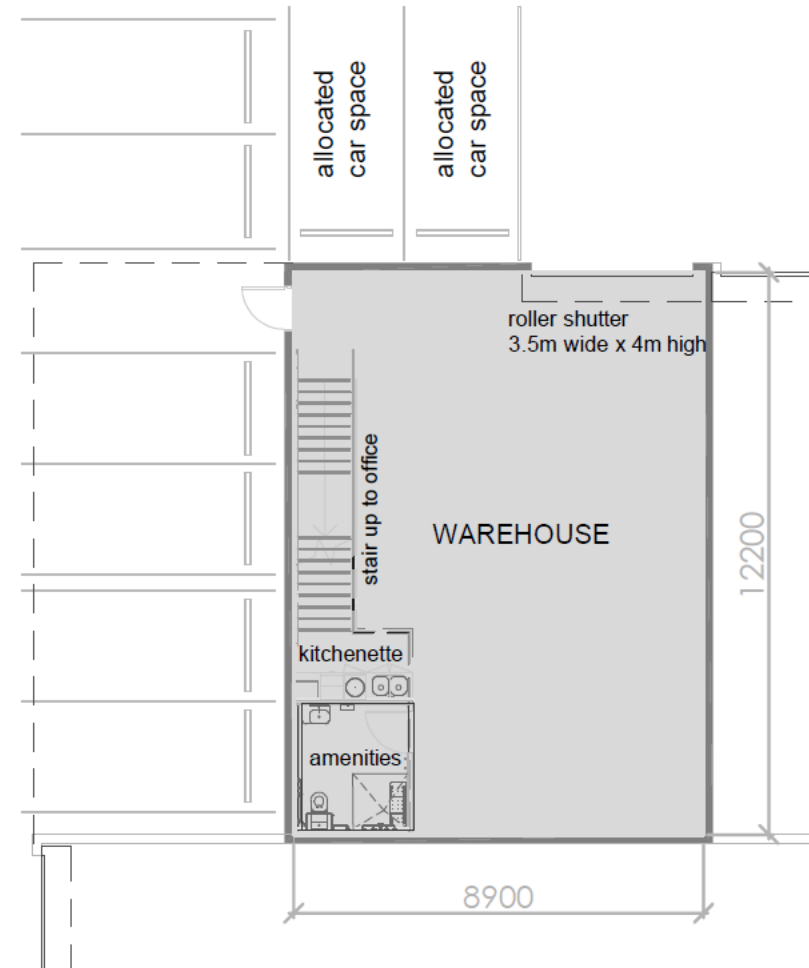 allocated
car space
allocated
car space
roller shutter
3.5m wide x 4m high
stair up to office
WAREHOUSE
12200
kitchenette
amenities
8900